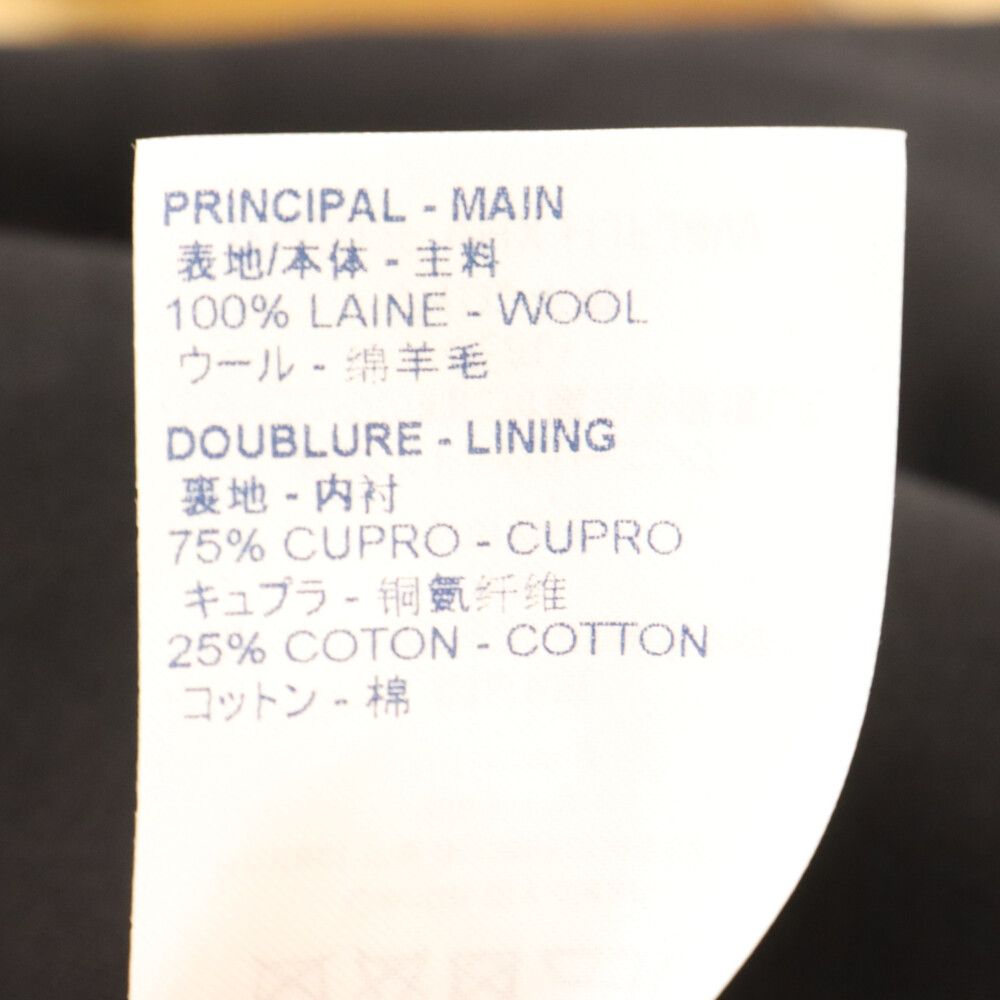 PRINCIPAL - MAIN
表地/本体 - 主料
100% LAINE - WOOL
ウール - 绵羊毛
DOUBLURE - LINING
裏地 - 内衬
75% CUPRO - CUPRO
キュプラ - 铜氨纤维
25% COTON - COTTON
コットン - 棉